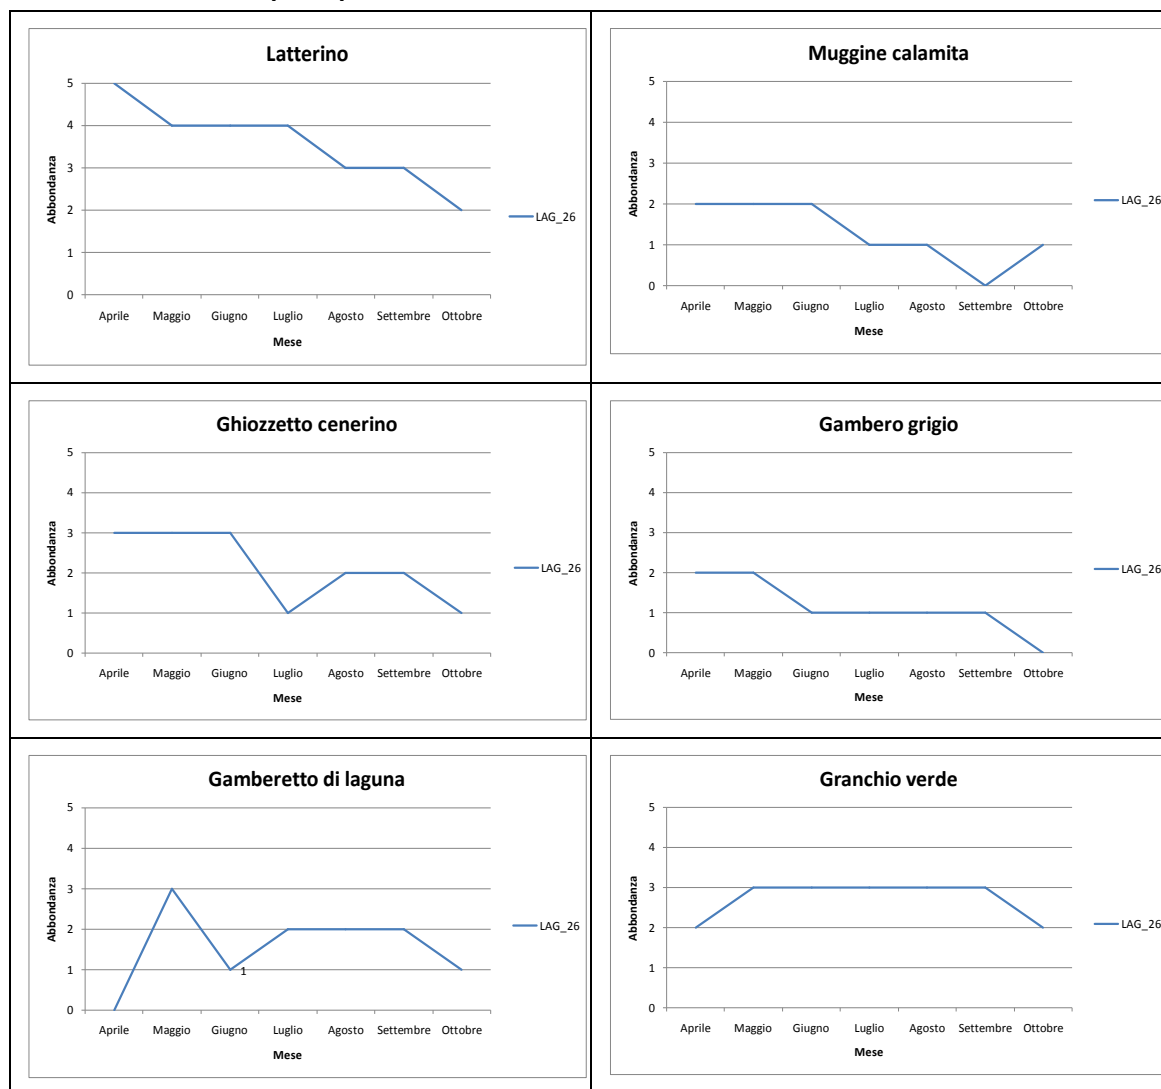 Latterino
5
4
3
2
1
0
Abbondanza
Aprile Maggio Giugno Luglio Agosto Settembre Ottobre
Mese
LAG_26
Muggine calamita
5
4
3
2
1
0
Abbondanza
Aprile Maggio Giugno Luglio Agosto Settembre Ottobre
Mese
LAG_26
Ghiozzetto cenerino
5
4
3
2
1
0
Abbondanza
Aprile Maggio Giugno Luglio Agosto Settembre Ottobre
Mese
LAG_26
Gambero grigio
5
4
3
2
1
0
Abbondanza
Aprile Maggio Giugno Luglio Agosto Settembre Ottobre
Mese
LAG_26
Gamberetto di laguna
5
4
3
2
1
0
1
Abbondanza
Aprile Maggio Giugno Luglio Agosto Settembre Ottobre
Mese
LAG_26
Granchio verde
5
4
3
2
1
0
Abbondanza
Aprile Maggio Giugno Luglio Agosto Settembre Ottobre
Mese
LAG_26